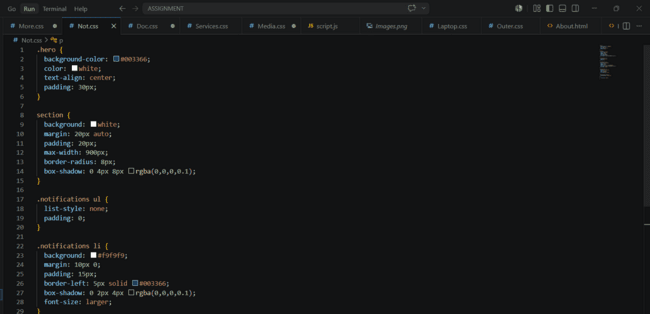 Go Run Terminal Help ASSIGNMENT
# More.css # Not.css # Doc.css # Services.css # Media.css JS script.js Images.png # Laptop.css # Outer.css <> About.html
# Not.css > p
1 .hero {
2 background-color: #003366;
3 color: white;
4 text-align: center;
5 padding: 30px;
6 }
7
8 section {
9 background: white;
10 margin: 20px auto;
11 padding: 20px;
12 max-width: 900px;
13 border-radius: 8px;
14 box-shadow: 0 4px 8px rgba(0,0,0,0.1);
15 }
16
17 .notifications ul {
18 list-style: none;
19 padding: 0;
20 }
21
22 .notifications li {
23 background: #f9f9f9;
24 margin: 10px 0;
25 padding: 15px;
26 border-left: 5px solid #003366;
27 box-shadow: 0 2px 4px rgba(0,0,0,0.1);
28 font-size: larger;
29 }